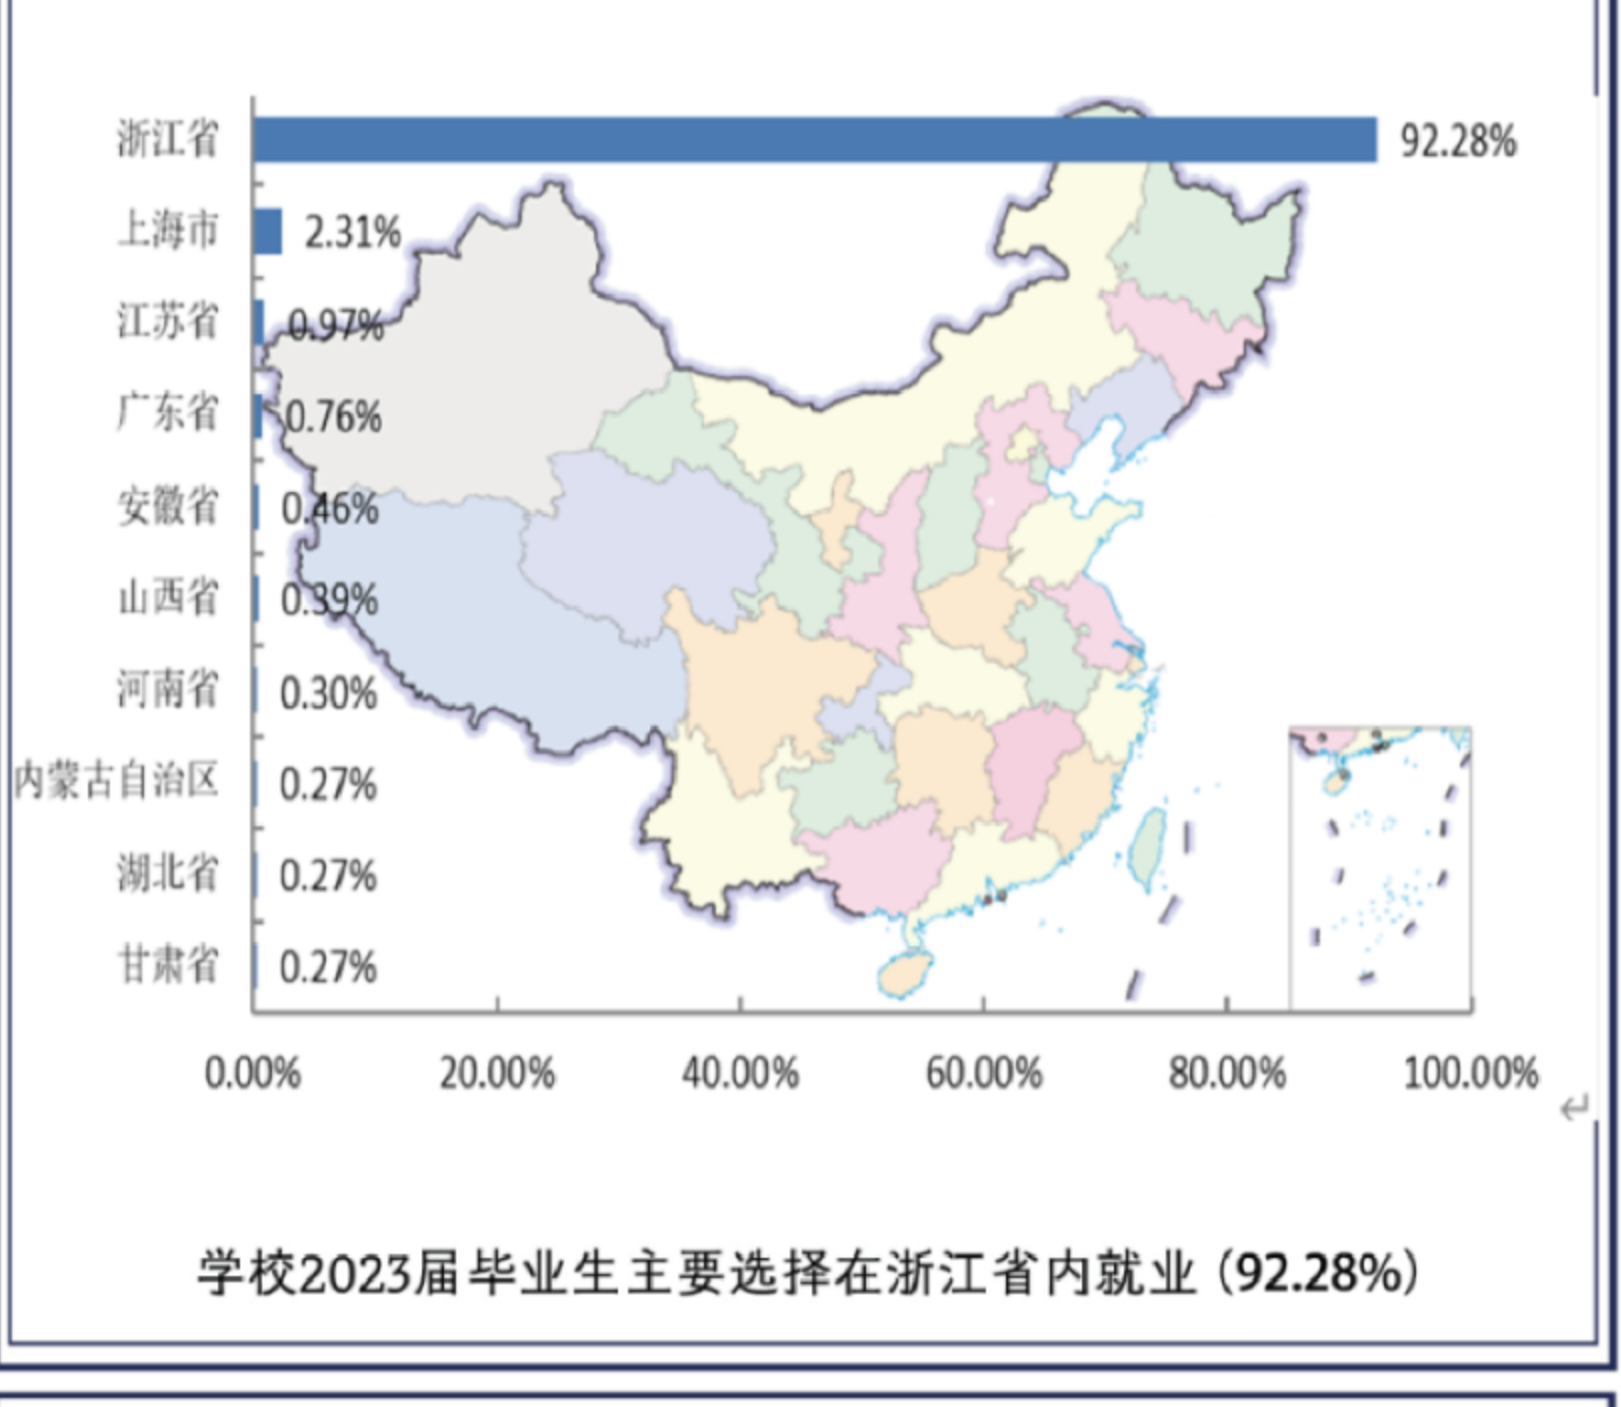 浙江省 92.28%
上海市 2.31%
江苏省 0.97%
广东省 0.76%
安徽省 0.46%
山西省 0.39%
河南省 0.30%
内蒙古自治区 0.27%
湖北省 0.27%
甘肃省 0.27%
0.00% 20.00% 40.00% 60.00% 80.00% 100.00%
学校2023届毕业生主要选择在浙江省内就业 (92.28%)